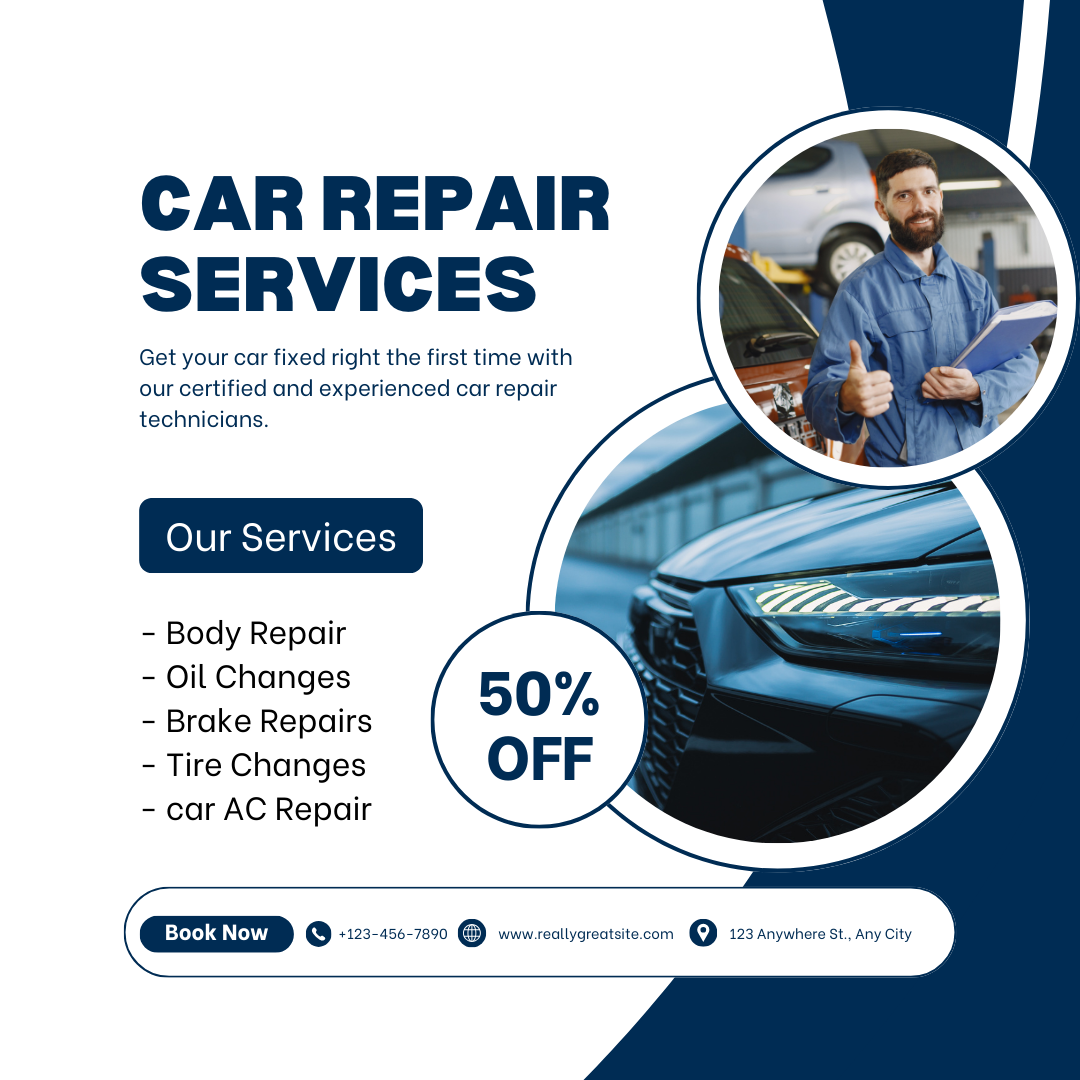 CAR REPAIR
SERVICES
Get your car fixed right the first time with
our certified and experienced car repair
technicians.
Our Services
- Body Repair
- Oil Changes
- Brake Repairs
- Tire Changes
- car AC Repair
50%
OFF
Book Now +123-456-7890 www.reallygreatsite.com 123 Anywhere St., Any City